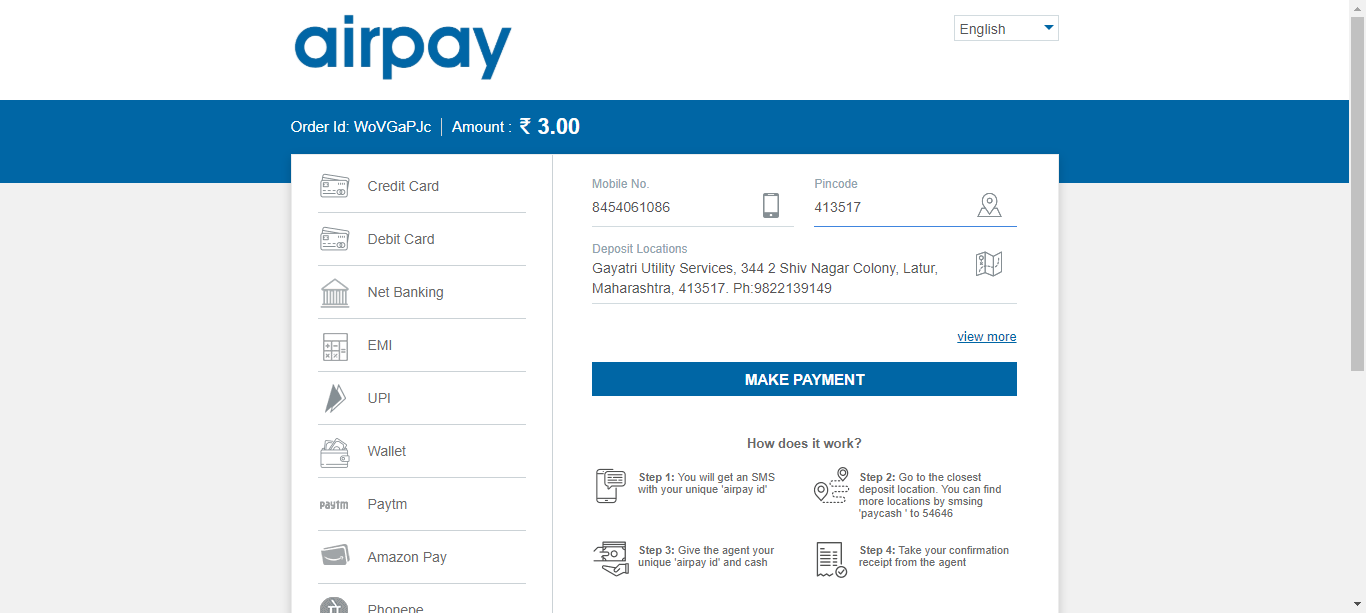 airpay
English
Order Id: WoVGaPJc
Amount : ₹ 3.00
Credit Card
Debit Card
Net Banking
EMI
UPI
Wallet
Paytm
Paytm
Amazon Pay
Phonepe
Mobile No.
8454061086
Pincode
413517
Deposit Locations
Gayatri Utility Services, 344 2 Shiv Nagar Colony, Latur,
Maharashtra, 413517. Ph:9822139149
view more
MAKE PAYMENT
How does it work?
Step 1: You will get an SMS
with your unique 'airpay id'
Step 2: Go to the closest
deposit location. You can find
more locations by smsing
'paycash ' to 54646
Step 3: Give the agent your
unique 'airpay id' and cash
Step 4: Take your confirmation
receipt from the agent